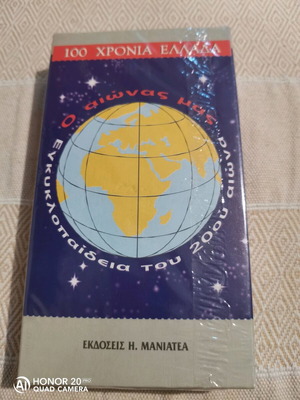 100 ΧΡΟΝΙΑ ΕΛΛΑΔΑ
Ο αιώνας μας
Εγκυκλοπαίδεια του 20ού αιώνα
ΕΚΔΟΣΕΙΣ Η. ΜΑΝΙΑΤΕΑ
HONOR 20
AI QUAD CAMERA